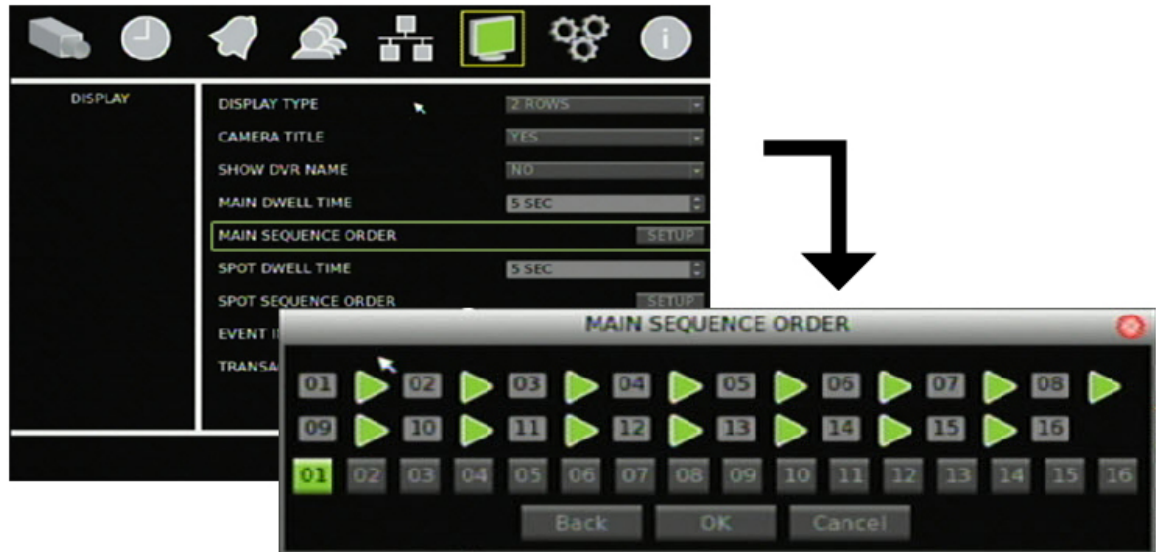 DISPLAY
DISPLAY TYPE 2 ROWS
CAMERA TITLE YES
SHOW DVR NAME NO
MAIN DWELL TIME 5 SEC
MAIN SEQUENCE ORDER SETUP
SPOT DWELL TIME 5 SEC
SPOT SEQUENCE ORDER SETUP
EVENT
MAIN SEQUENCE ORDER
01 02 03 04 05 06 07 08
09 10 11 12 13 14 15 16
01 02 03 04 05 06 07 08 09 10 11 12 13 14 15 16
Back OK Cancel